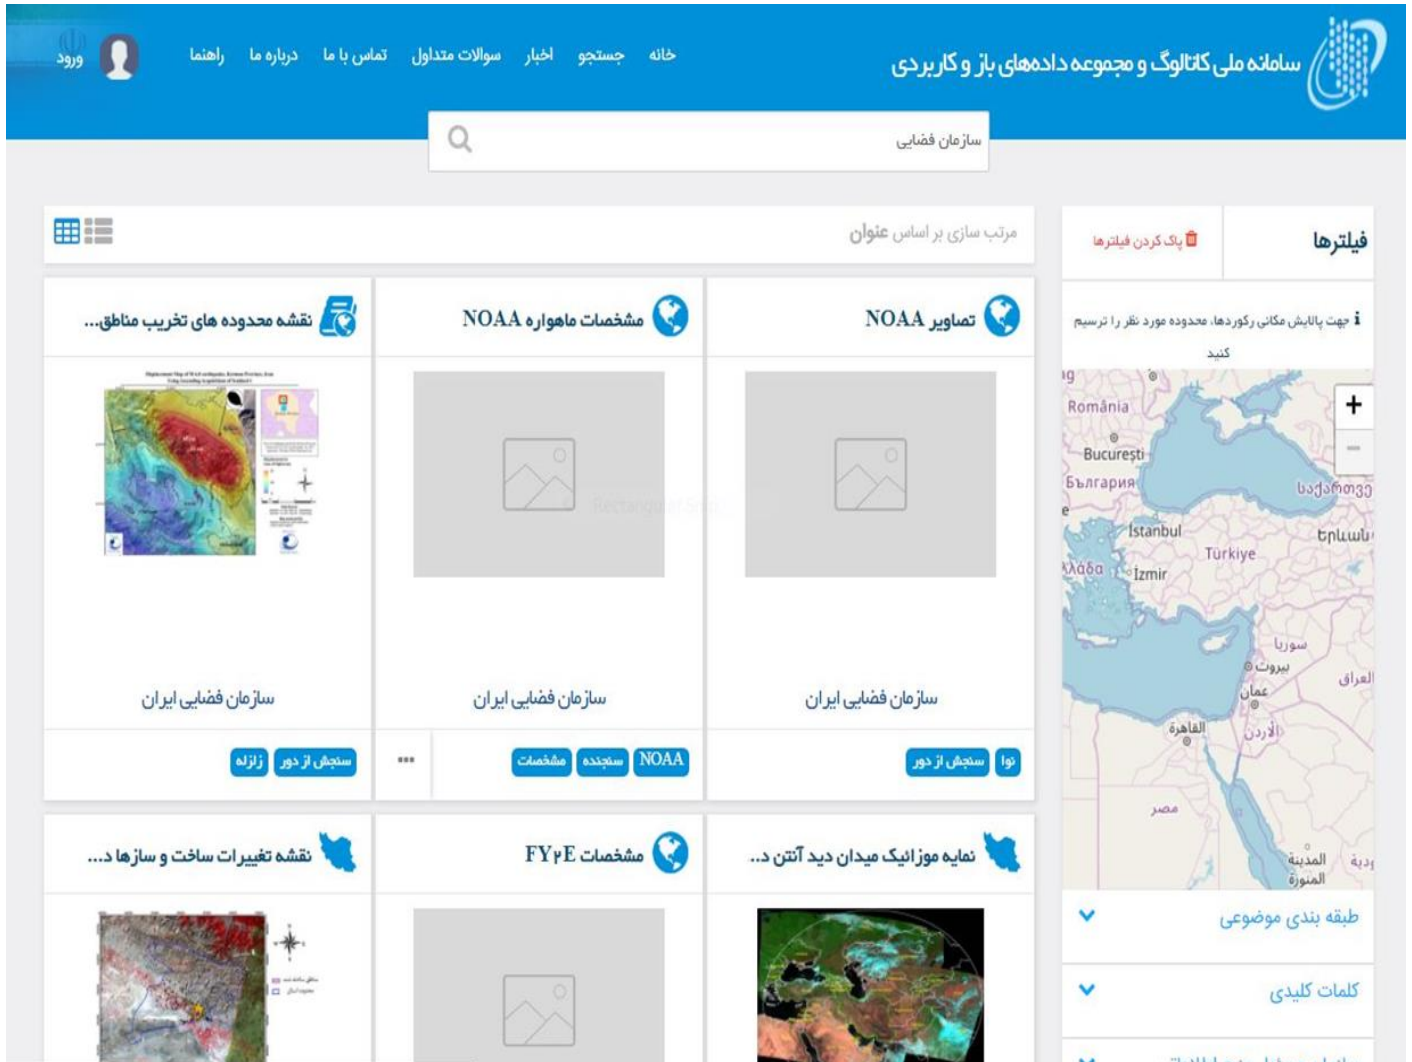 سامانه ملی کاتالوگ و مجموعه داده‌های باز و کاربردی
خانه جستجو اخبار سوالات متداول تماس با ما درباره ما راهنما
ورود
سازمان فضایی
فیلترها
پاک کردن فیلترها
جهت پالایش مکانی رکوردها، محدوده مورد نظر را ترسیم
کنید
+
−
România
București
България
საქართვე
İstanbul
Երևան
Türkiye
İzmir
سوريا
بيروت
العراق
عمان
القاهرة
الأردن
مصر
المدينة
المنورة
طبقه بندی موضوعی
کلمات کلیدی
مرتب سازی بر اساس عنوان
تصاویر NOAA
سازمان فضایی ایران
نوا سنجش از دور
مشخصات ماهواره NOAA
Rectangular Snip
سازمان فضایی ایران
NOAA سنجنده مشخصات
نقشه محدوده های تخریب مناطق...
سازمان فضایی ایران
سنجش از دور زلزله
نمایه موزائیک میدان دید آنتن د...
مشخصات FY۲E
نقشه تغییرات ساخت و سازها د...